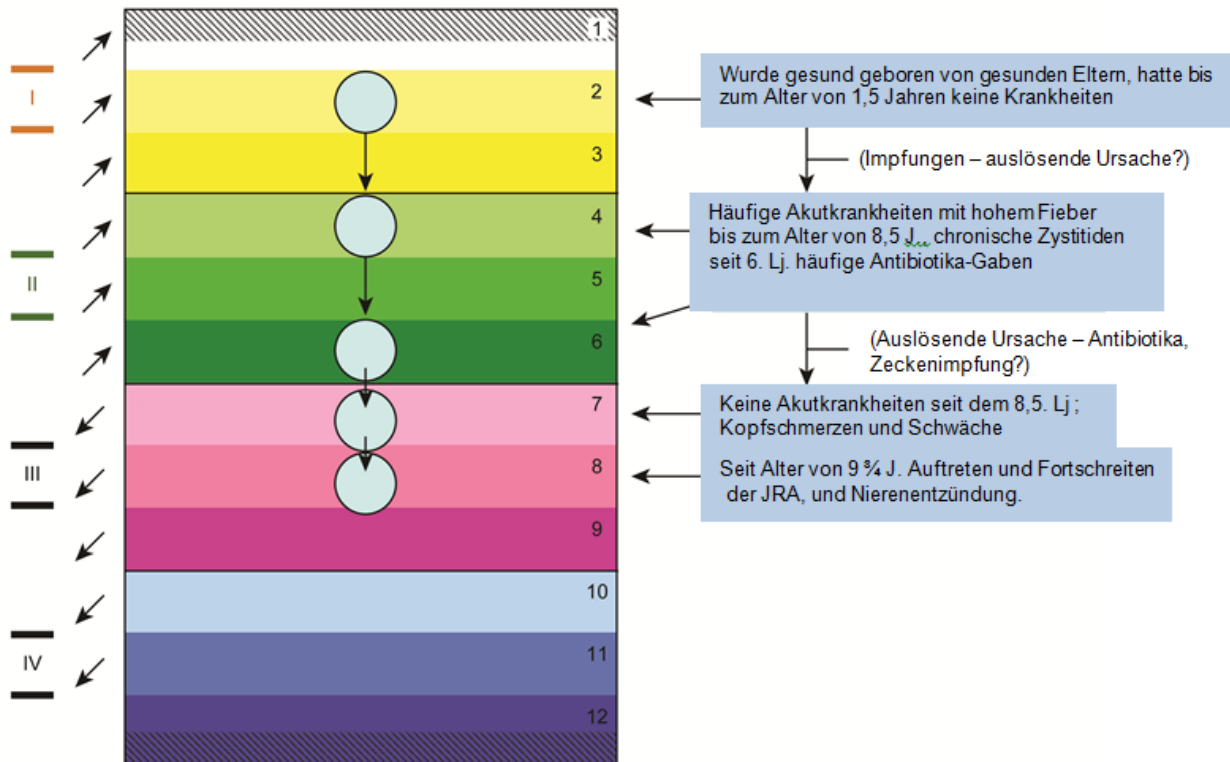 I
II
III
IV
1
2
3
4
5
6
7
8
9
10
11
12
Wurde gesund geboren von gesunden Eltern, hatte bis
zum Alter von 1,5 Jahren keine Krankheiten
(Impfungen – auslösende Ursache?)
Häufige Akutkrankheiten mit hohem Fieber
bis zum Alter von 8,5 J., chronische Zystitiden
seit 6. Lj. häufige Antibiotika-Gaben
(Auslösende Ursache – Antibiotika,
Zeckenimpfung?)
Keine Akutkrankheiten seit dem 8,5. Lj ;
Kopfschmerzen und Schwäche
Seit Alter von 9 ¾ J. Auftreten und Fortschreiten
der JRA, und Nierenentzündung.